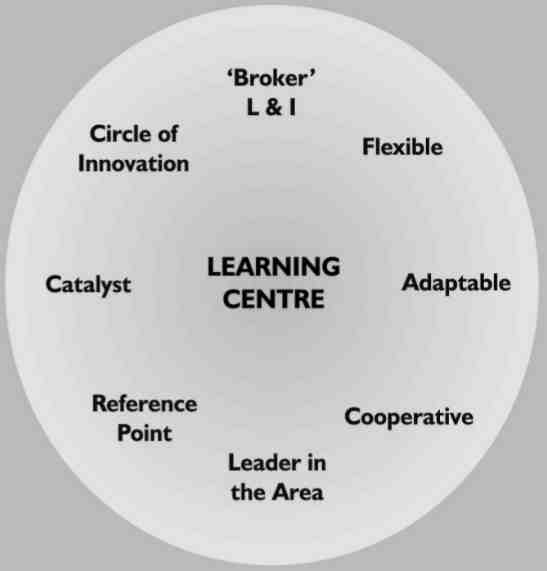 'Broker'
L & I
Circle of
Innovation
Flexible
LEARNING
CENTRE
Catalyst
Adaptable
Reference
Point
Cooperative
Leader in
the Area